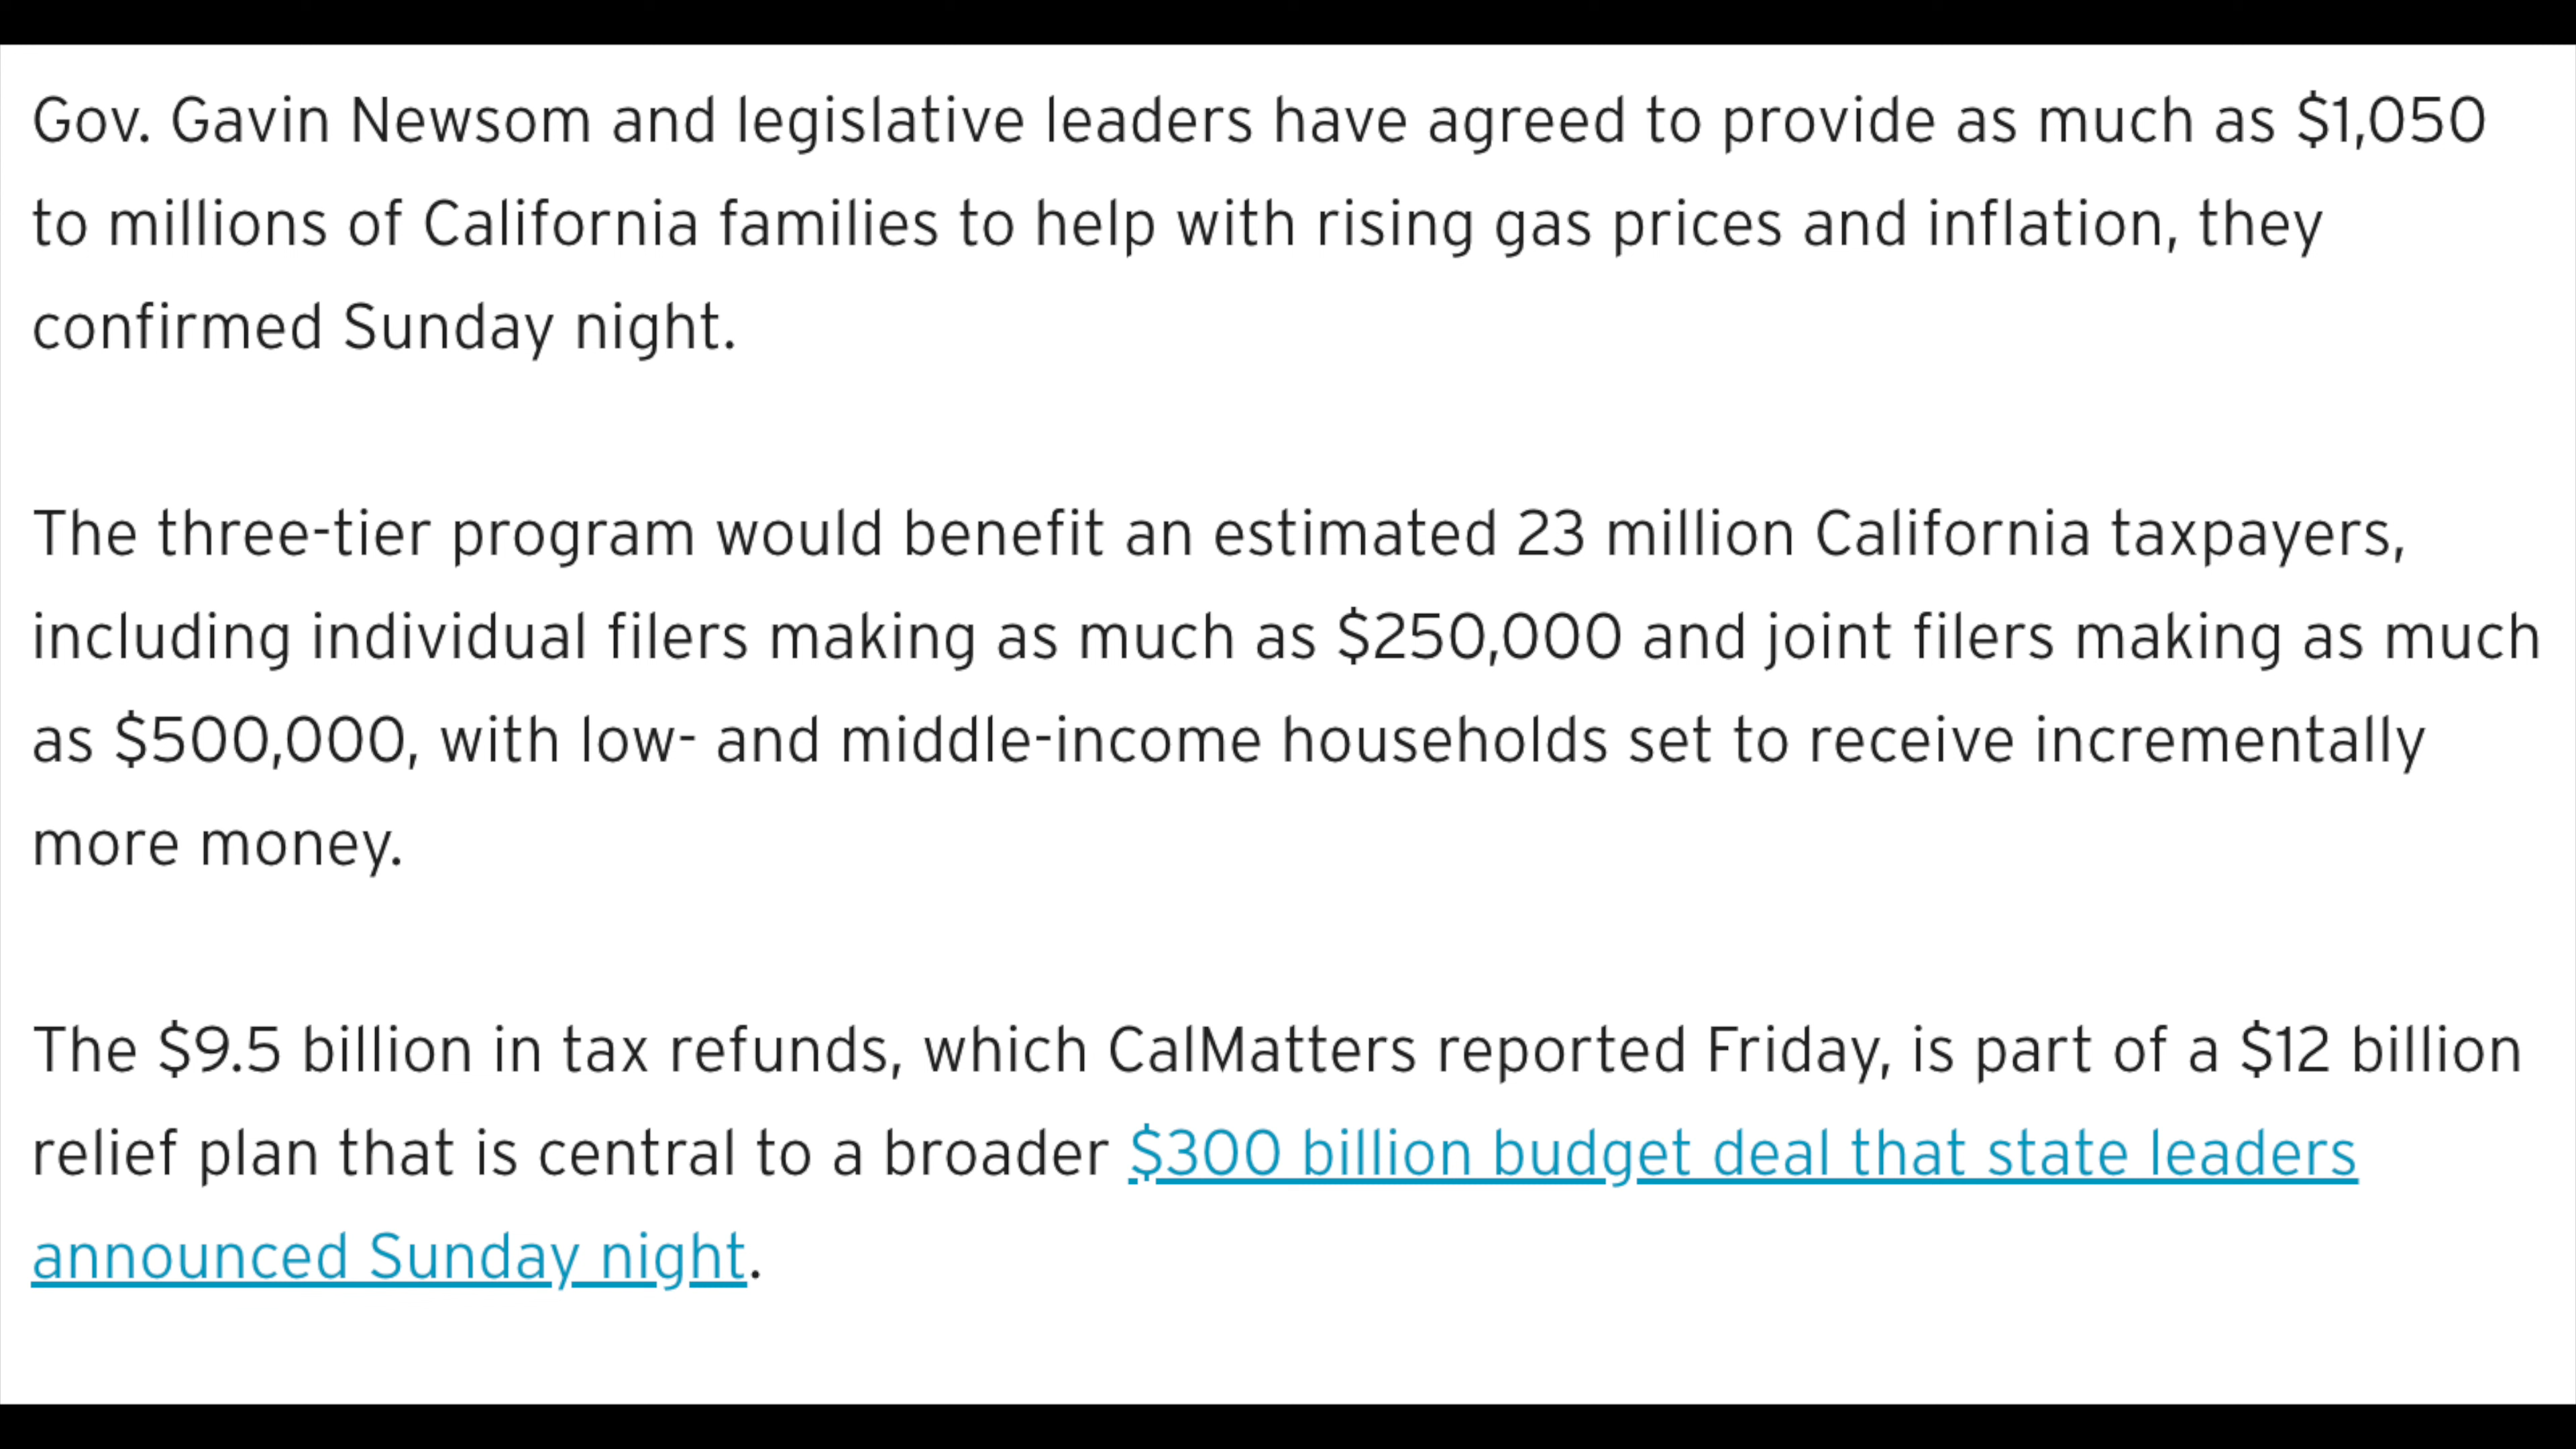 Gov. Gavin Newsom and legislative leaders have agreed to provide as much as $1,050
to millions of California families to help with rising gas prices and inflation, they
confirmed Sunday night.
The three-tier program would benefit an estimated 23 million California taxpayers,
including individual filers making as much as $250,000 and joint filers making as much
as $500,000, with low- and middle-income households set to receive incrementally
more money.
The $9.5 billion in tax refunds, which CalMatters reported Friday, is part of a $12 billion
relief plan that is central to a broader $300 billion budget deal that state leaders
announced Sunday night.